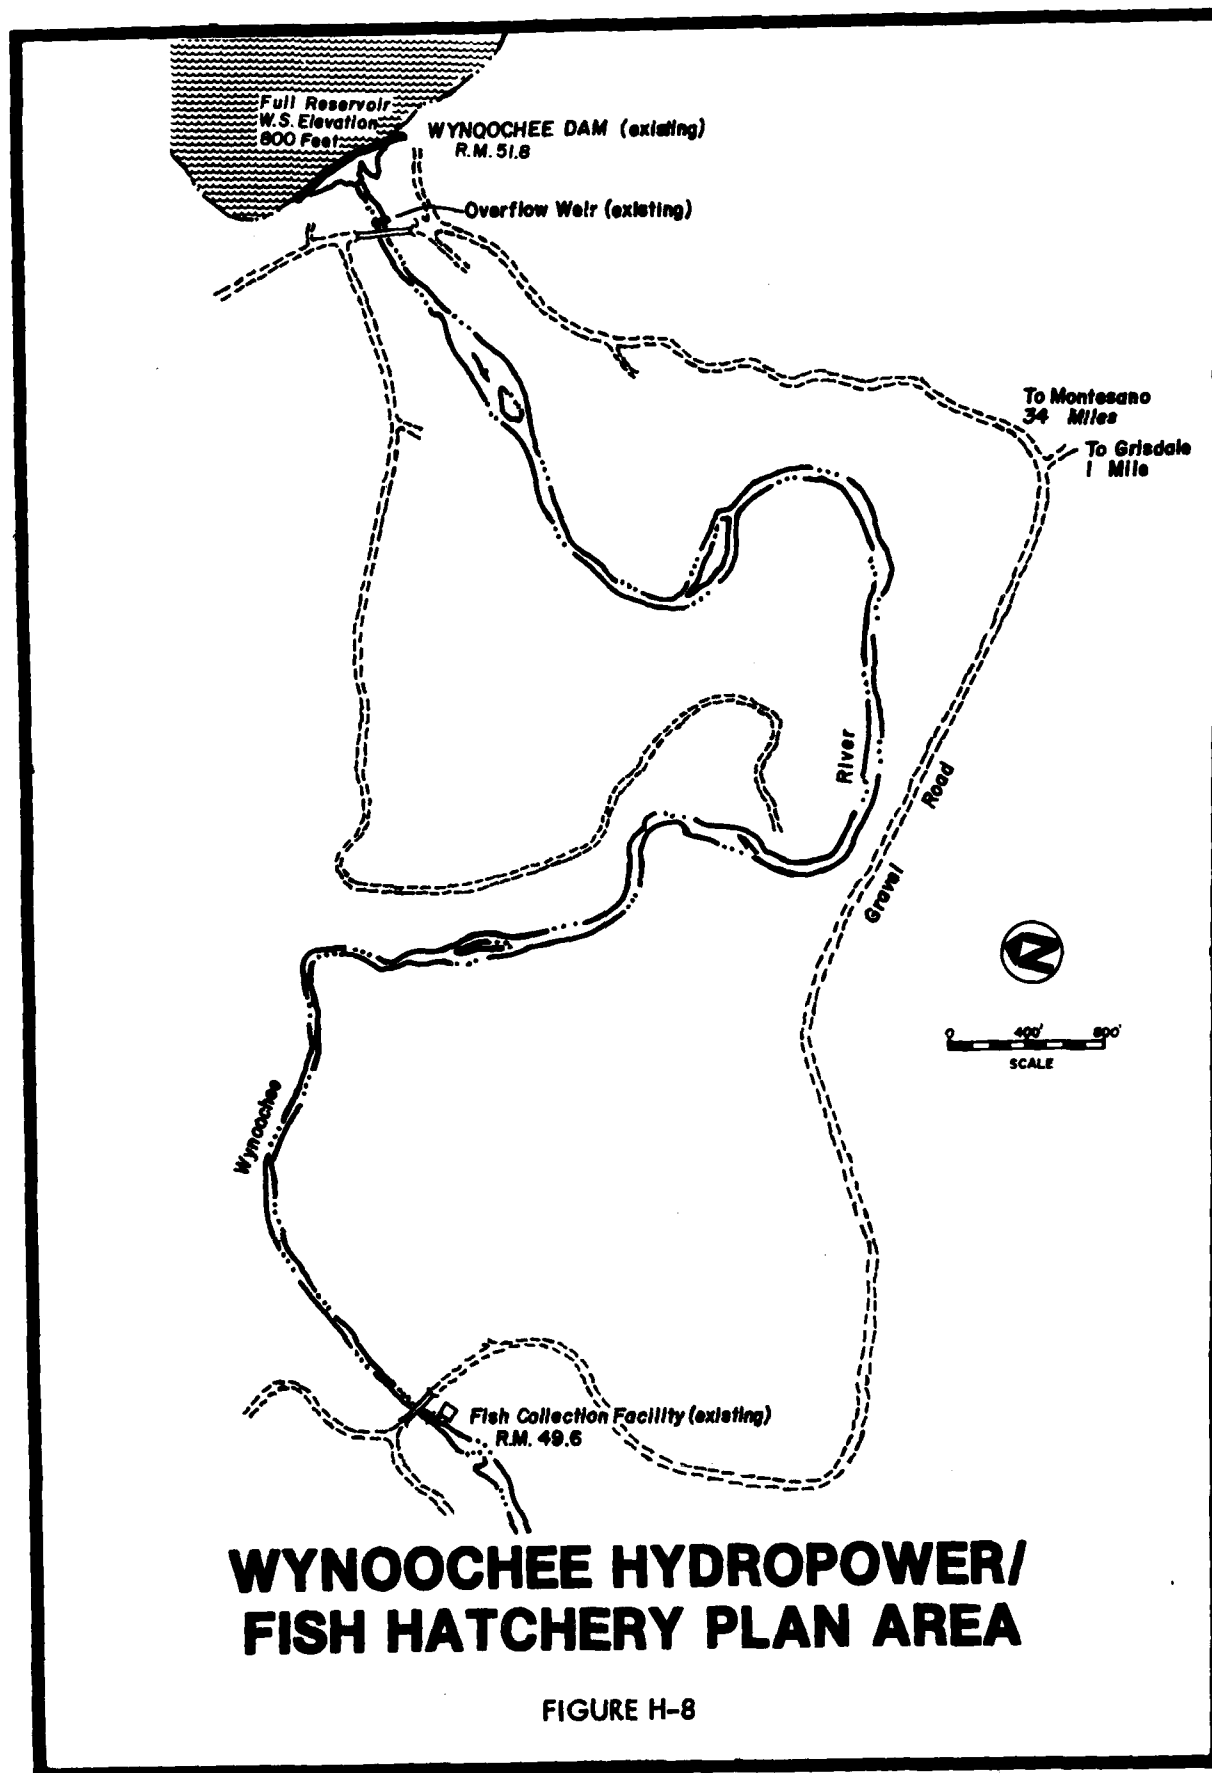 Full Reservoir
W.S. Elevation
800 Feet
WYNOOCHEE DAM (existing)
R.M. 51.8
Overflow Weir (existing)
To Montesano
34 Miles
To Grisdale
1 Mile
River
Road
Gravel
N
0 400' 800'
SCALE
Wynoochee
Fish Collection Facility (existing)
R.M. 49.6
WYNOOCHEE HYDROPOWER/
FISH HATCHERY PLAN AREA
FIGURE H-8